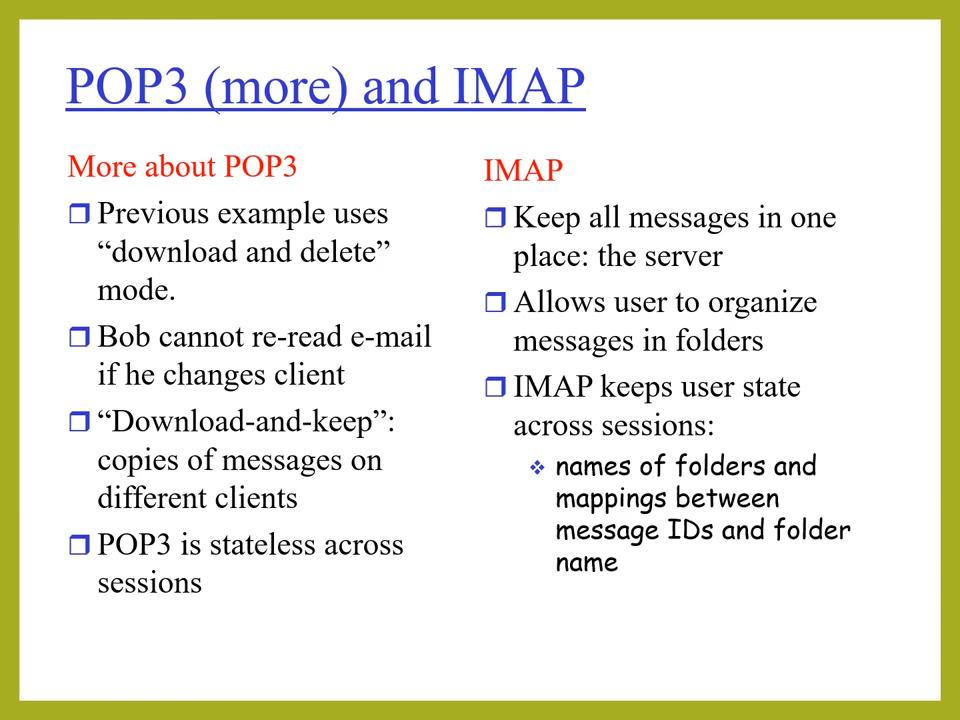 POP3 (more) and IMAP
More about POP3
Previous example uses
“download and delete”
mode.
Bob cannot re-read e-mail
if he changes client
“Download-and-keep”:
copies of messages on
different clients
POP3 is stateless across
sessions
IMAP
Keep all messages in one
place: the server
Allows user to organize
messages in folders
IMAP keeps user state
across sessions:
names of folders and
mappings between
message IDs and folder
name